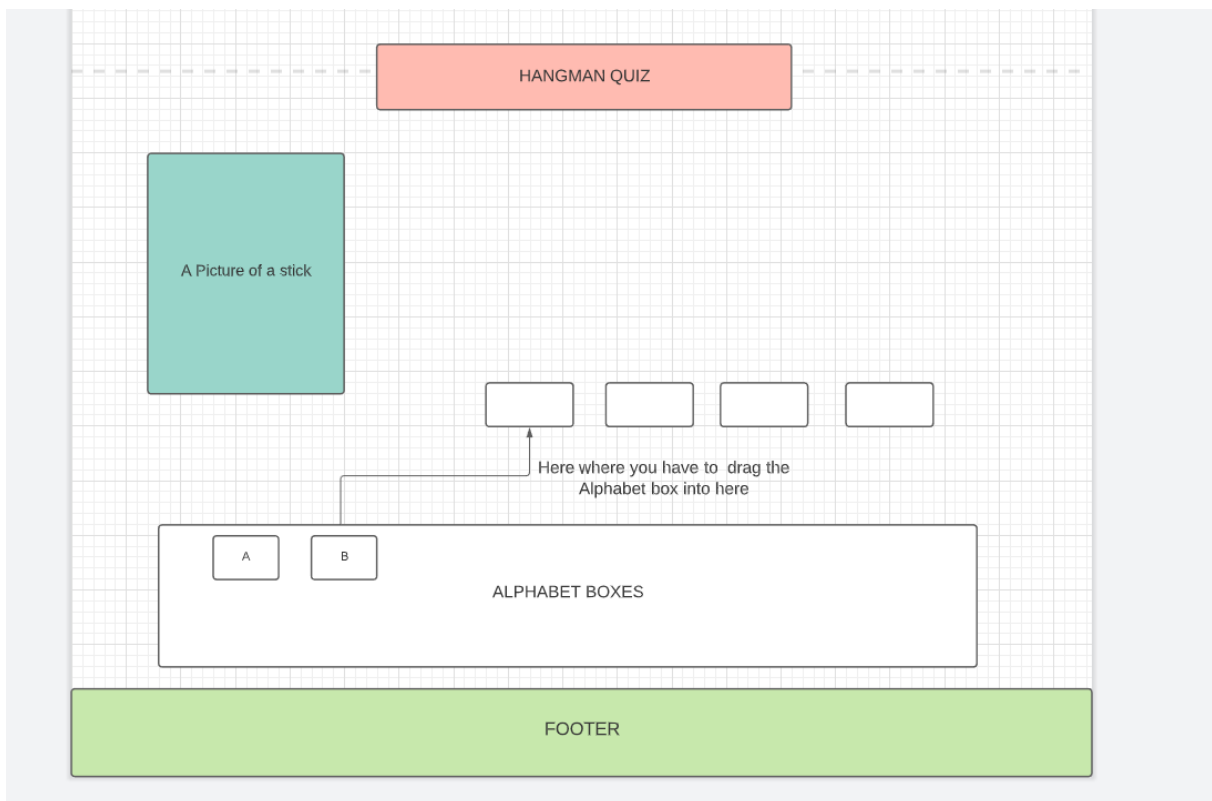 HANGMAN QUIZ
A Picture of a stick
Here where you have to drag the
Alphabet box into here
A
B
ALPHABET BOXES
FOOTER